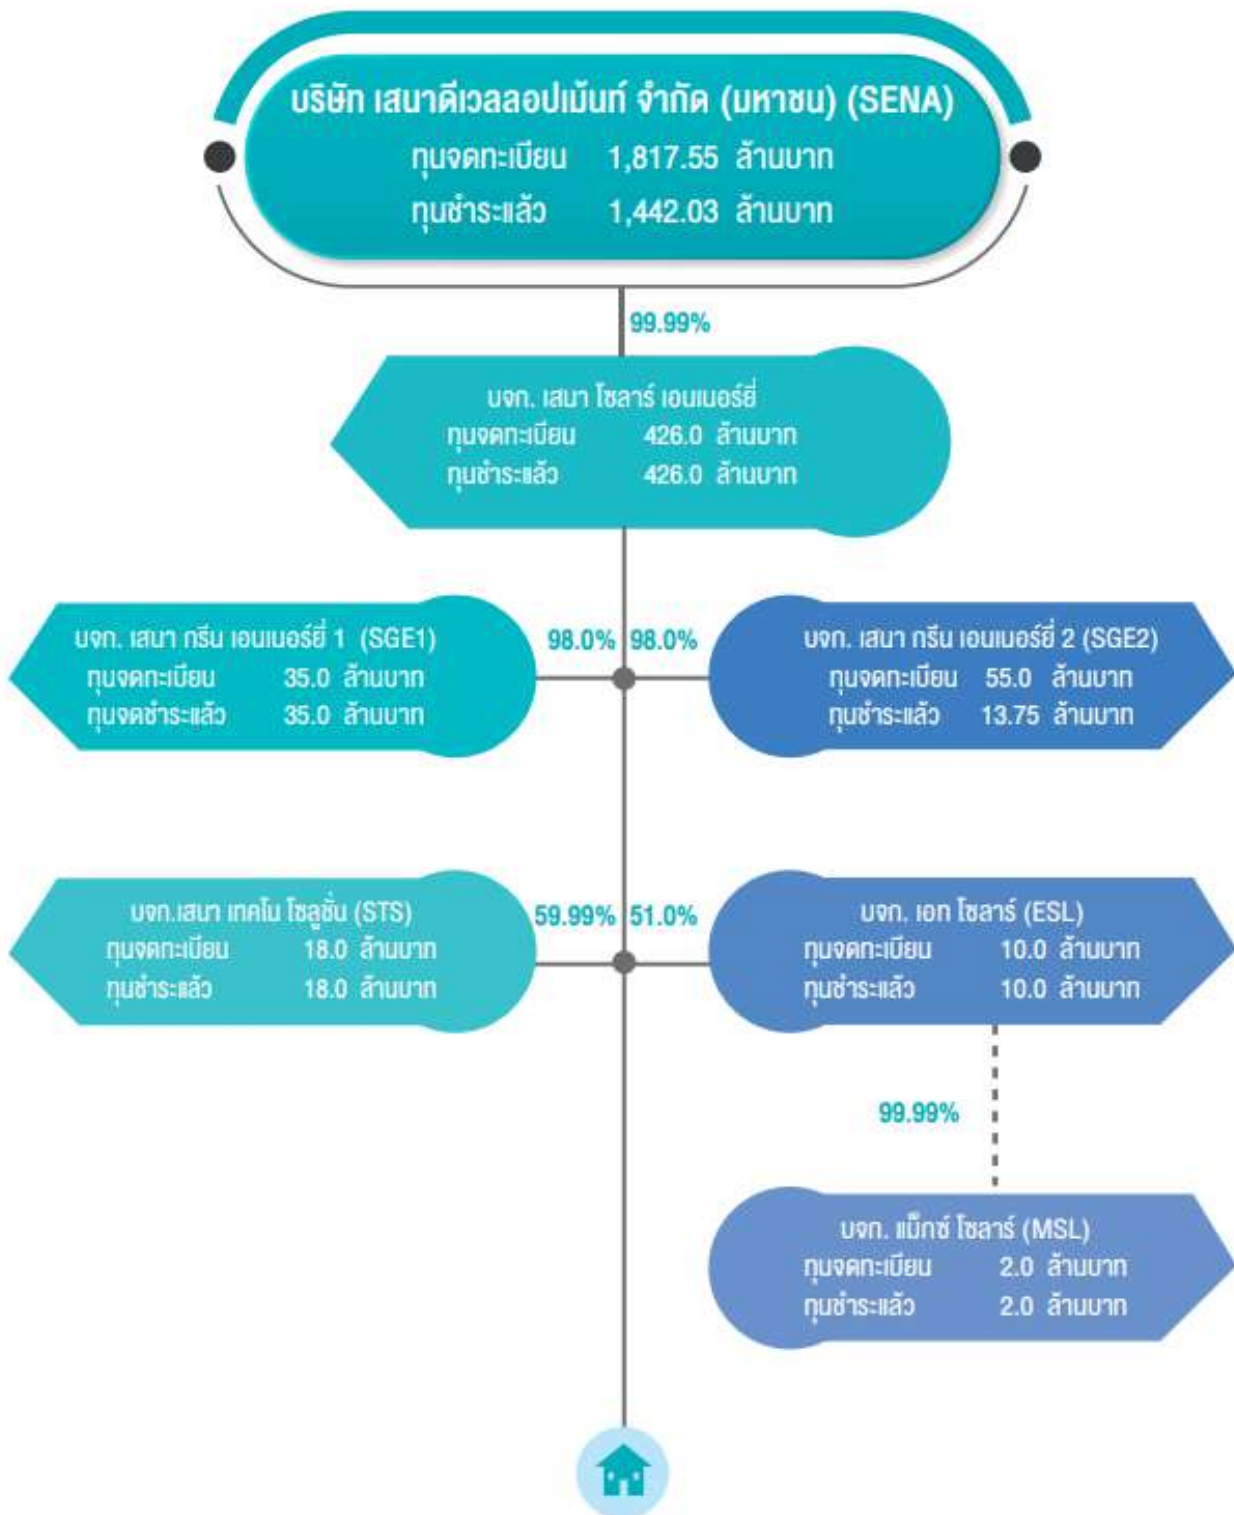 บริษัท เสนาดีเวลลอปเม้นท์ จำกัด (มหาชน) (SENA)
ทุนจดทะเบียน 1,817.55 ล้านบาท
ทุนชำระแล้ว 1,442.03 ล้านบาท
99.99%
บจก. เสนา โซลาร์ เอนเนอร์ยี่
ทุนจดทะเบียน 426.0 ล้านบาท
ทุนชำระแล้ว 426.0 ล้านบาท
บจก. เสนา กรีน เอนเนอร์ยี่ 1 (SGE1)
ทุนจดทะเบียน 35.0 ล้านบาท
ทุนจดชำระแล้ว 35.0 ล้านบาท
98.0% 98.0%
บจก. เสนา กรีน เอนเนอร์ยี่ 2 (SGE2)
ทุนจดทะเบียน 55.0 ล้านบาท
ทุนชำระแล้ว 13.75 ล้านบาท
บจก.เสนา เทคโน โซลูชั่น (STS)
ทุนจดทะเบียน 18.0 ล้านบาท
ทุนชำระแล้ว 18.0 ล้านบาท
59.99% 51.0%
บจก. เอท โซลาร์ (ESL)
ทุนจดทะเบียน 10.0 ล้านบาท
ทุนชำระแล้ว 10.0 ล้านบาท
99.99%
บจก. แม็กซ์ โซลาร์ (MSL)
ทุนจดทะเบียน 2.0 ล้านบาท
ทุนชำระแล้ว 2.0 ล้านบาท